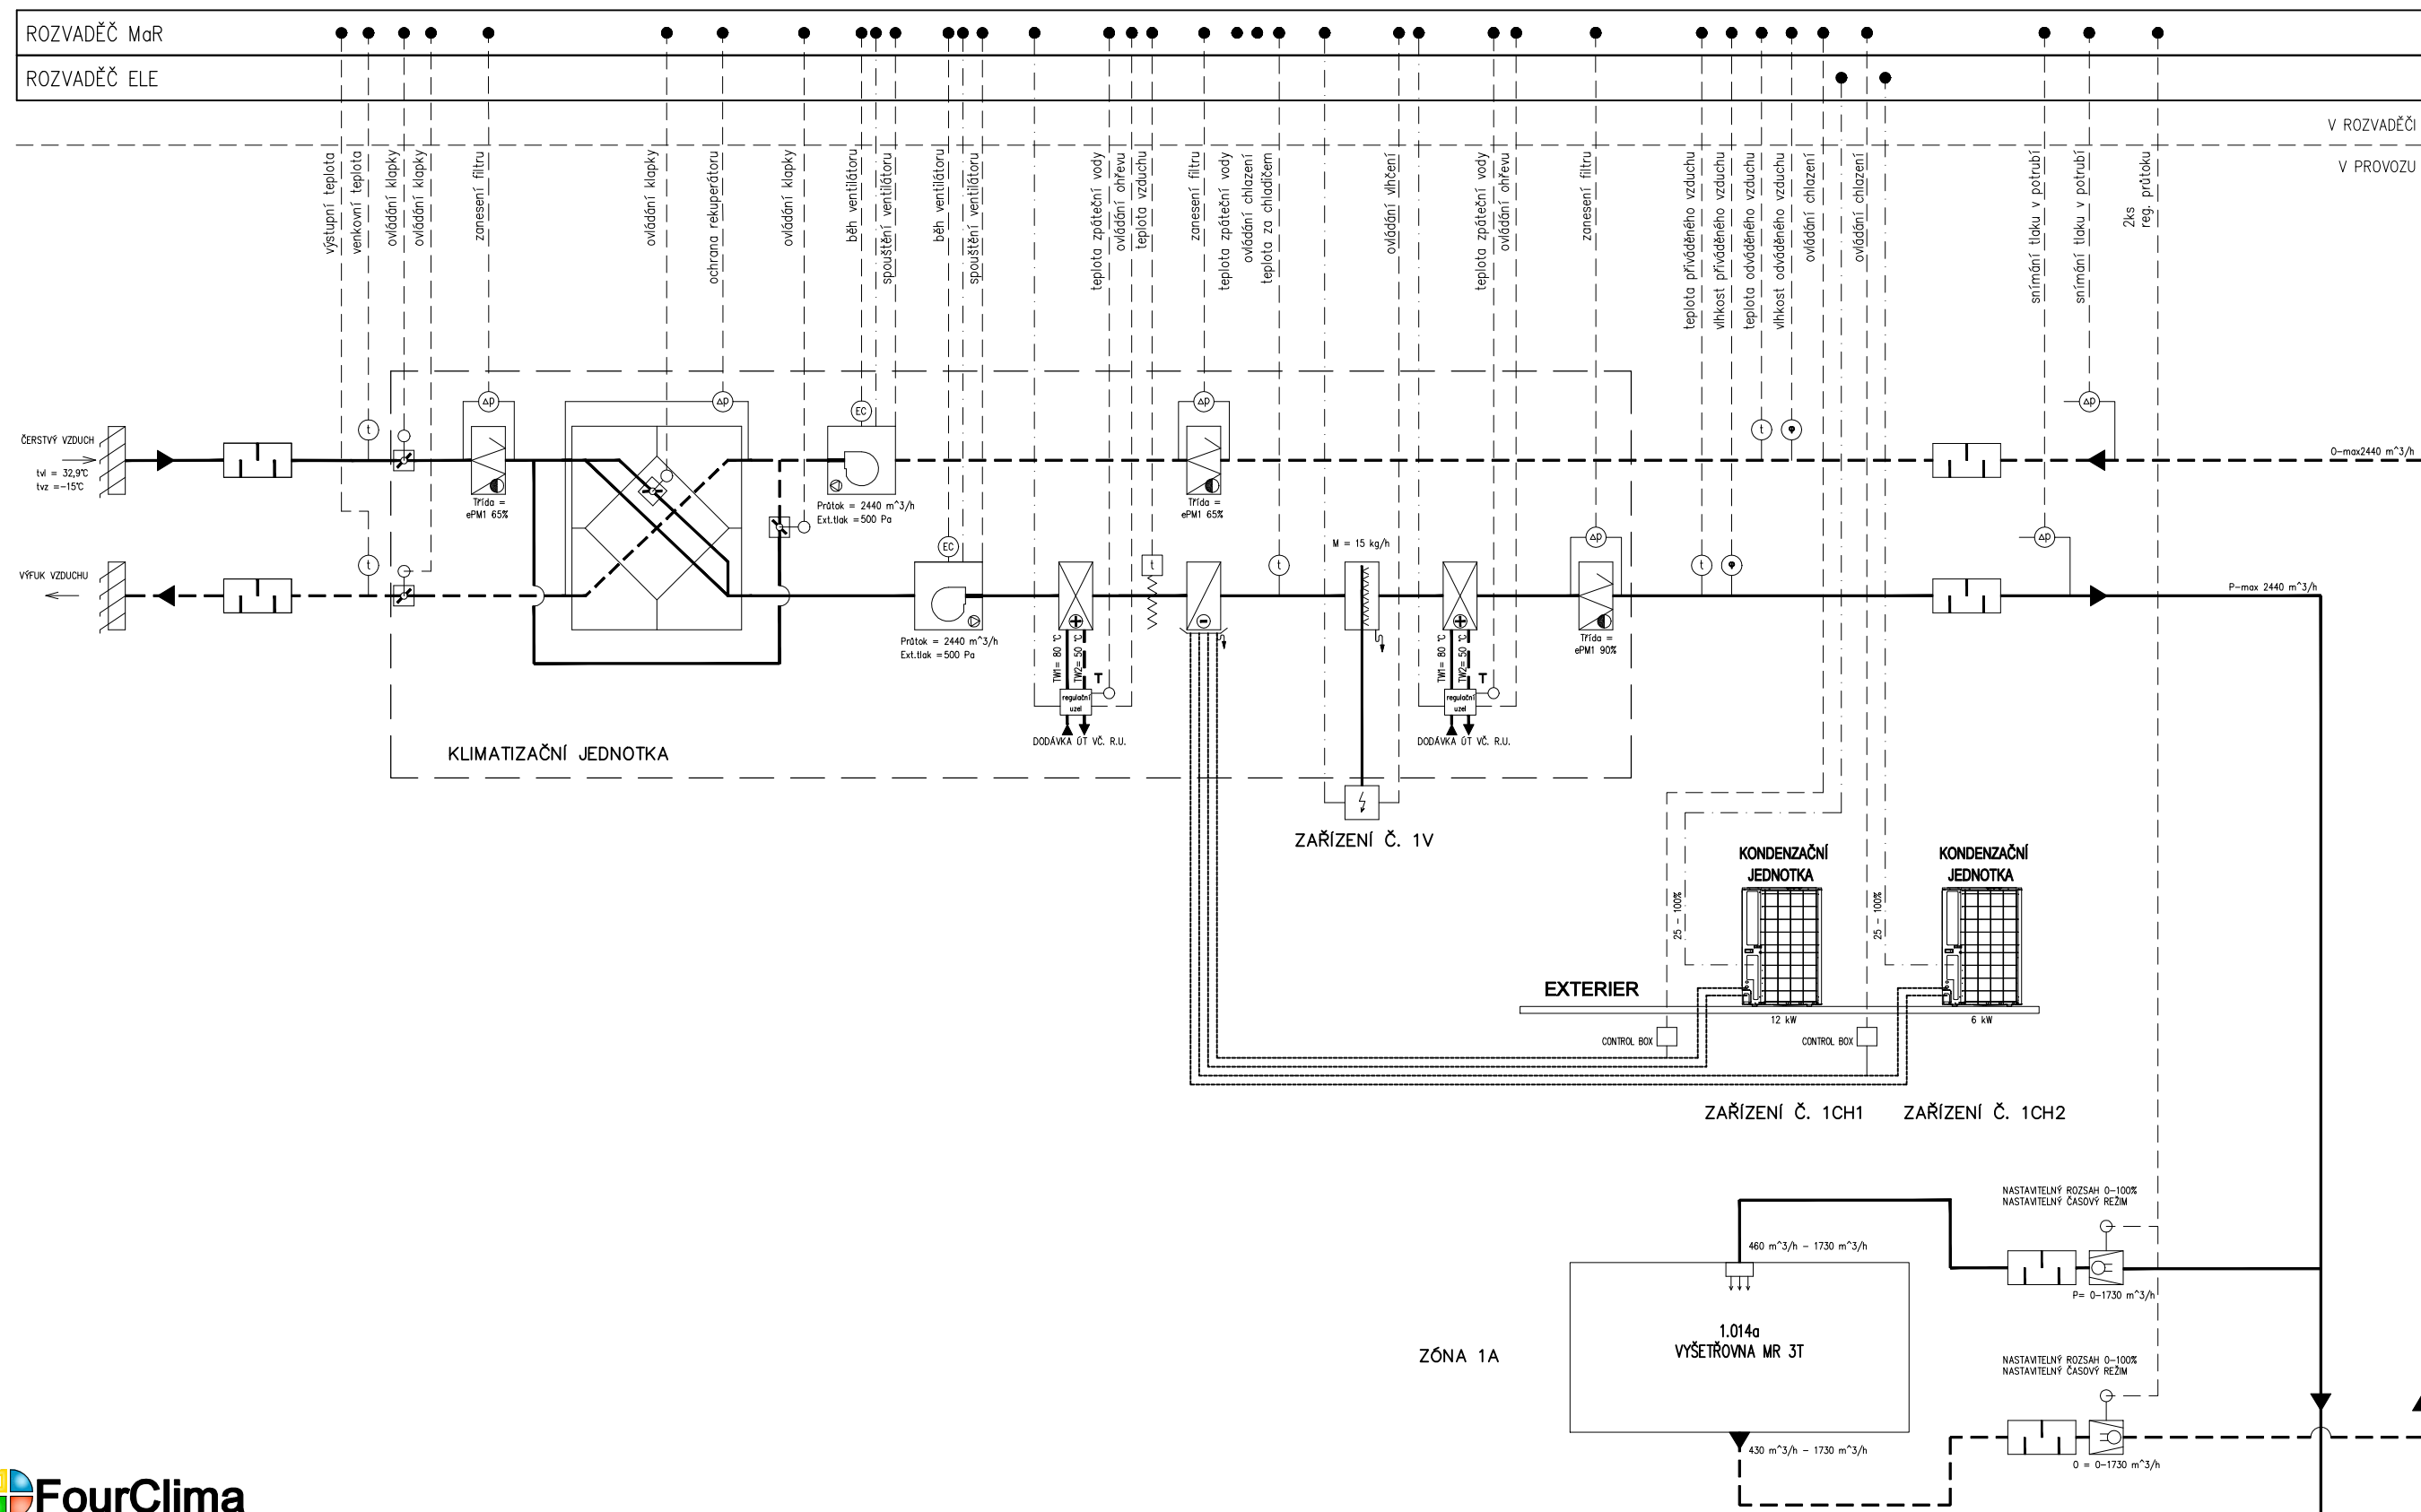 ROZVADĚČ MaR
ROZVADĚČ ELE
V ROZVADĚČI
V PROVOZU
výstupní teplota
venkovní teplota
ovládání klapky
ovládání klapky
zanesení filtru
ovládání klapky
ochrana rekuperátoru
ovládání klapky
běh ventilátoru
spouštění ventilátoru
běh ventilátoru
spouštění ventilátoru
teplota zpáteční vody
ovládání ohřevu
teplota vzduchu
zanesení filtru
teplota zpáteční vody
ovládání chlazení
teplota za chladičem
ovládání vlhčení
teplota zpáteční vody
ovládání ohřevu
zanesení filtru
teplota přiváděného vzduchu
vlhkost přiváděného vzduchu
teplota odváděného vzduchu
vlhkost odváděného vzduchu
ovládání chlazení
ovládání chlazení
snímání tlaku v potrubí
snímání tlaku v potrubí
2ks
reg. průtoku
Δp
Δp
Δp
Δp
EC
t
t
φ
ČERSTVÝ VZDUCH
tvl = 32,9°C
tvz =-15°C
Třída =
ePM1 65%
Průtok = 2440 m^3/h
Ext.tlak =500 Pa
Třída =
ePM1 65%
O-max2440 m^3/h
Δp
Δp
EC
M = 15 kg/h
t
t
t
t
φ
VÝFUK VZDUCHU
P-max 2440 m^3/h
Průtok = 2440 m^3/h
Ext.tlak =500 Pa
TW1= 80 °C
TW2= 50 °C
T
regulační
uzel
DODÁVKA ÚT VČ. R.U.
TW1= 80 °C
TW2= 50 °C
T
regulační
uzel
DODÁVKA ÚT VČ. R.U.
Třída =
ePM1 90%
KLIMATIZAČNÍ JEDNOTKA
ZAŘÍZENÍ Č. 1V
KONDENZAČNÍ
JEDNOTKA
KONDENZAČNÍ
JEDNOTKA
25 - 100%
25 - 100%
EXTERIER
12 kW
6 kW
CONTROL BOX
CONTROL BOX
ZAŘÍZENÍ Č. 1CH1
ZAŘÍZENÍ Č. 1CH2
NASTAVITELNÝ ROZSAH 0-100%
NASTAVITELNÝ ČASOVÝ REŽIM
460 m^3/h - 1730 m^3/h
P= 0-1730 m^3/h
1.014a
VYŠETŘOVNA MR 3T
ZÓNA 1A
NASTAVITELNÝ ROZSAH 0-100%
NASTAVITELNÝ ČASOVÝ REŽIM
430 m^3/h - 1730 m^3/h
O = 0-1730 m^3/h
FourClima